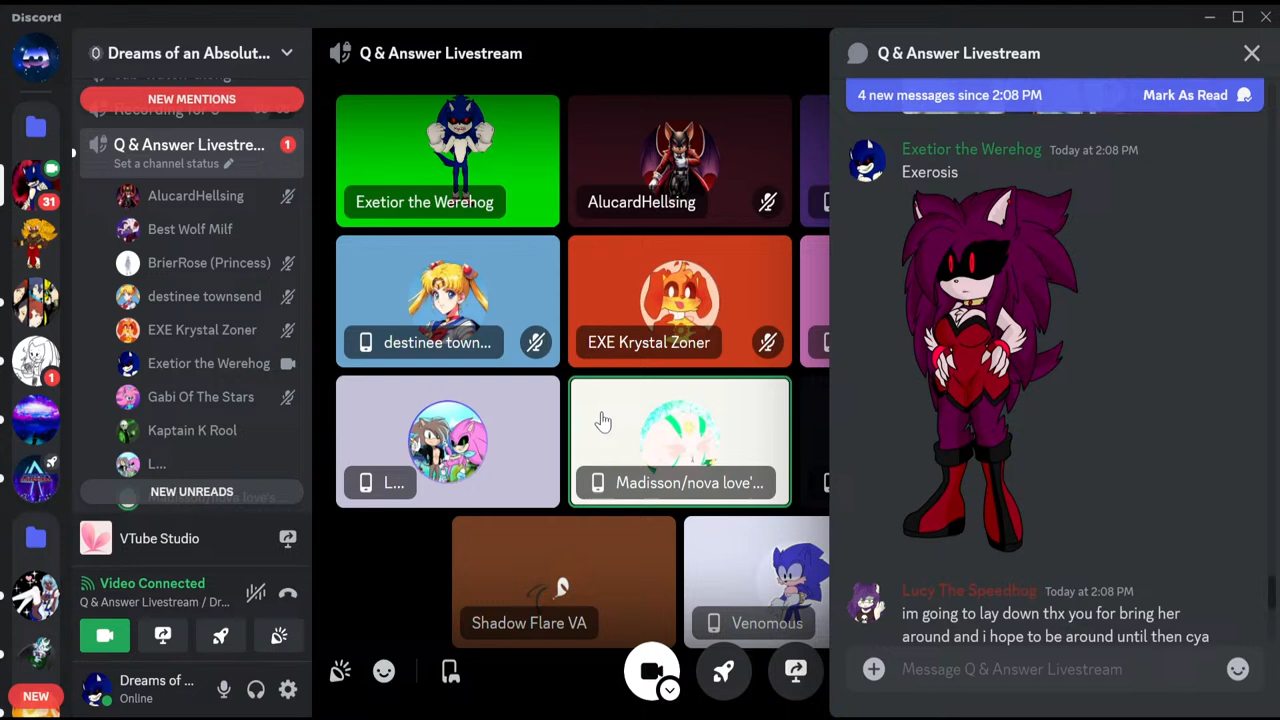 Discord
Dreams of an Absolut...
NEW MENTIONS
Q & Answer Livestre...
1
Set a channel status
AlucardHellsing
Best Wolf Milf
BrierRose (Princess)
destinee townsend
EXE Krystal Zoner
Exetior the Werehog
Gabi Of The Stars
Kaptain K Rool
L...
NEW UNREADS
VTube Studio
Video Connected
Q & Answer Livestream / Dr...
Dreams of ...
Online
31
1
NEW
Q & Answer Livestream
Exetior the Werehog
AlucardHellsing
destinee town...
EXE Krystal Zoner
L...
Madisson/nova love'...
Shadow Flare VA
Venomous
Q & Answer Livestream
4 new messages since 2:08 PM
Mark As Read
Exetior the Werehog Today at 2:08 PM
Exerosis
Lucy The Speedhog Today at 2:08 PM
im going to lay down thx you for bring her
around and i hope to be around until then cya
Message Q & Answer Livestream